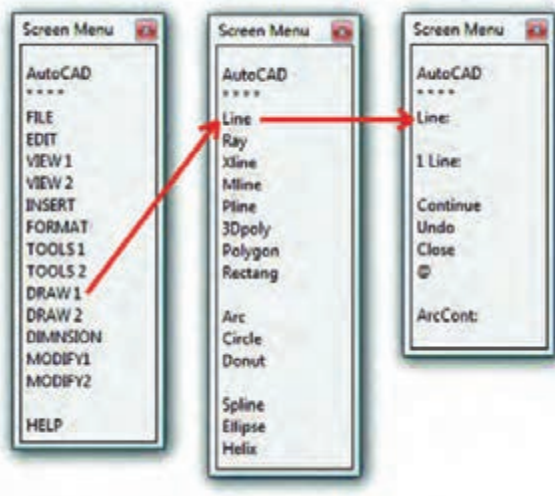 Screen Menu
AutoCAD
* * * *
FILE
EDIT
VIEW 1
VIEW 2
INSERT
FORMAT
TOOLS 1
TOOLS 2
DRAW 1
DRAW 2
DIMNSION
MODIFY1
MODIFY2
HELP
Screen Menu
AutoCAD
* * * *
Line
Ray
Xline
Mline
Pline
3Dpoly
Polygon
Rectang
Arc
Circle
Donut
Spline
Ellipse
Helix
Screen Menu
AutoCAD
* * * *
Line:
1 Line:
Continue
Undo
Close
@
ArcCont: